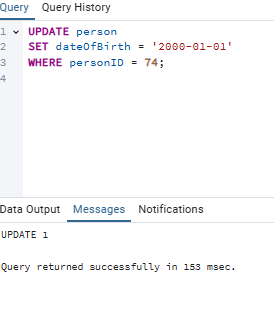 Query Query History
1 UPDATE person
2 SET dateOfBirth = '2000-01-01'
3 WHERE personID = 74;
4
Data Output Messages Notifications
UPDATE 1
Query returned successfully in 153 msec.